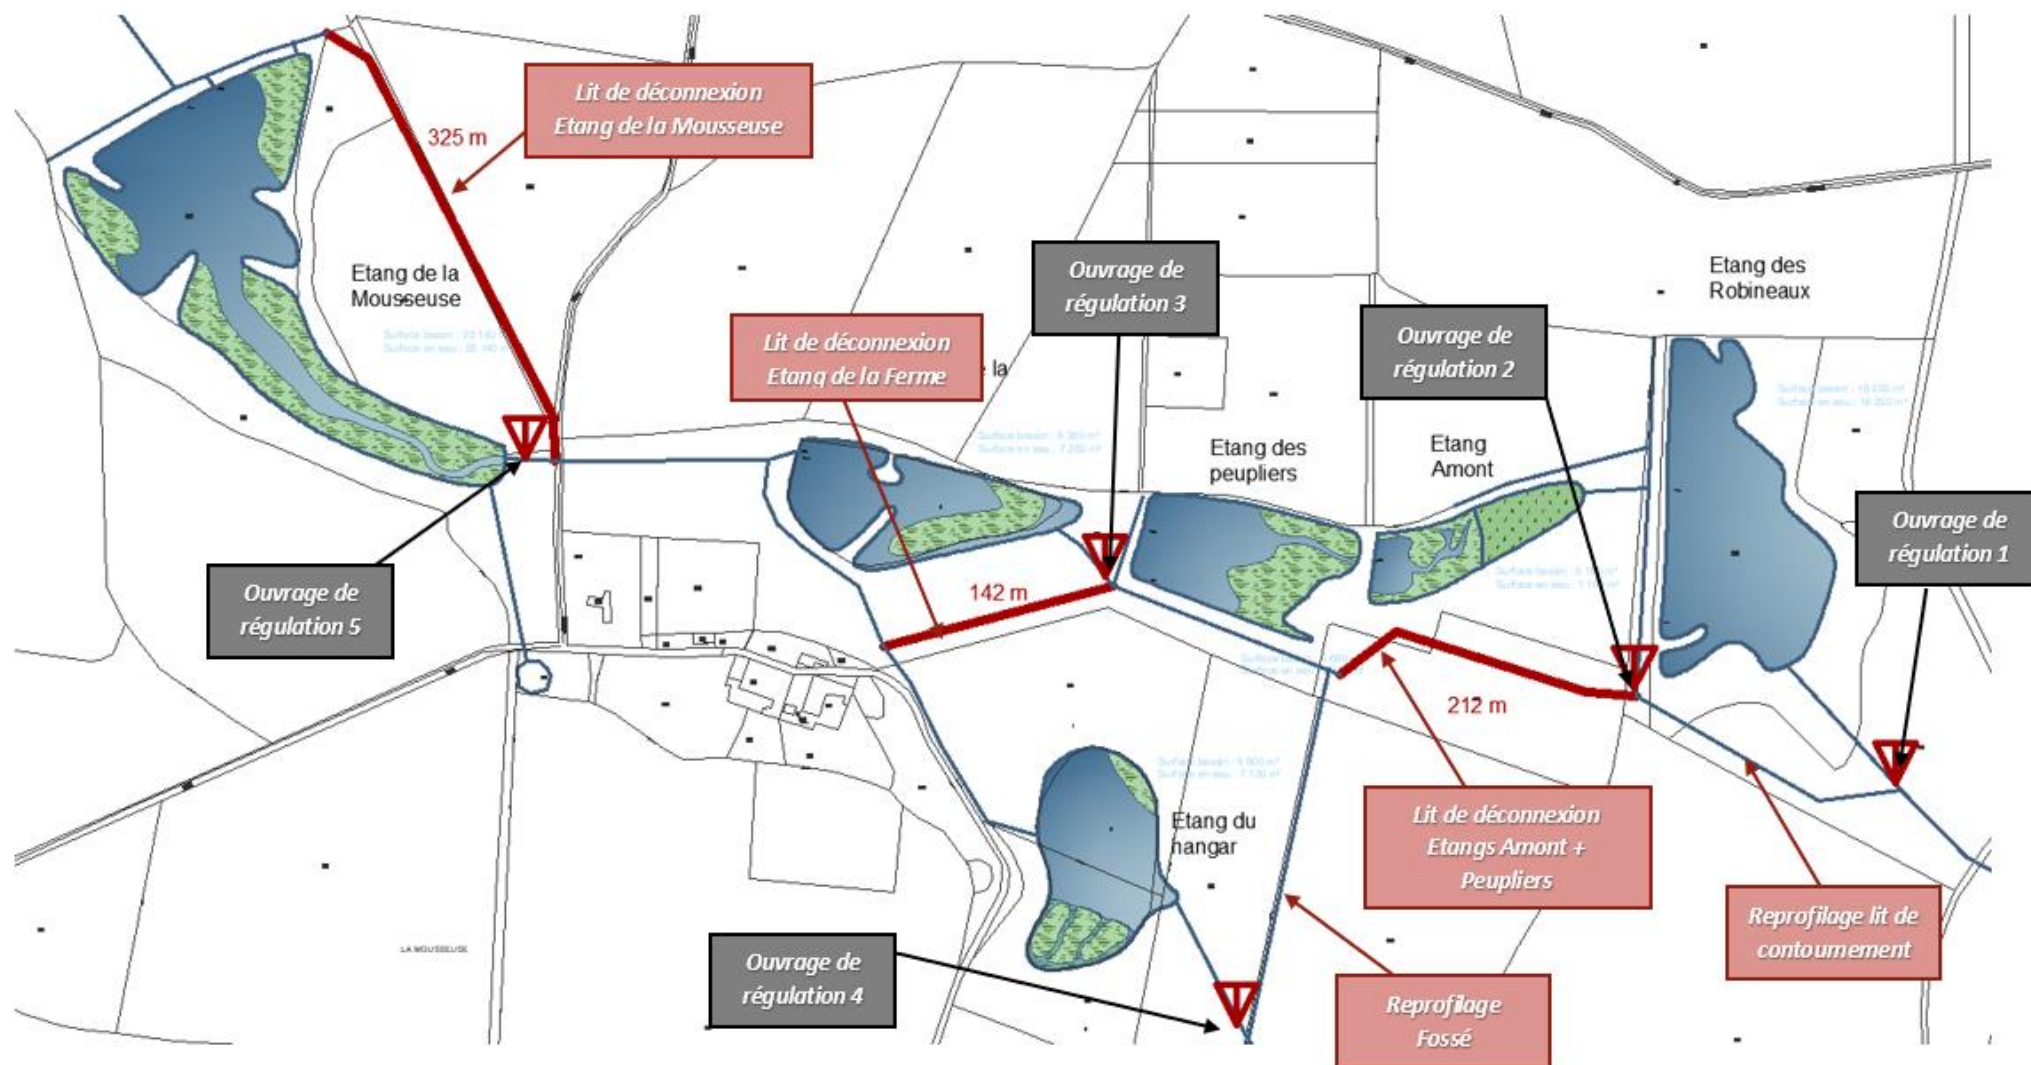 Lit de déconnexion
Etang de la Mousseuse
325 m
Etang de la
Mousseuse
Ouvrage de
régulation 3
Etang des
Robineaux
Lit de déconnexion
Etang de la Ferme
la
Ouvrage de
régulation 2
Etang des
peupliers
Etang
Amont
Ouvrage de
régulation 1
Ouvrage de
régulation 5
142 m
212 m
Etang du
hangar
Lit de déconnexion
Etangs Amont +
Peupliers
Reprofilage lit de
contournement
LA MOUSSEUSE
Ouvrage de
régulation 4
Reprofilage
Fossé